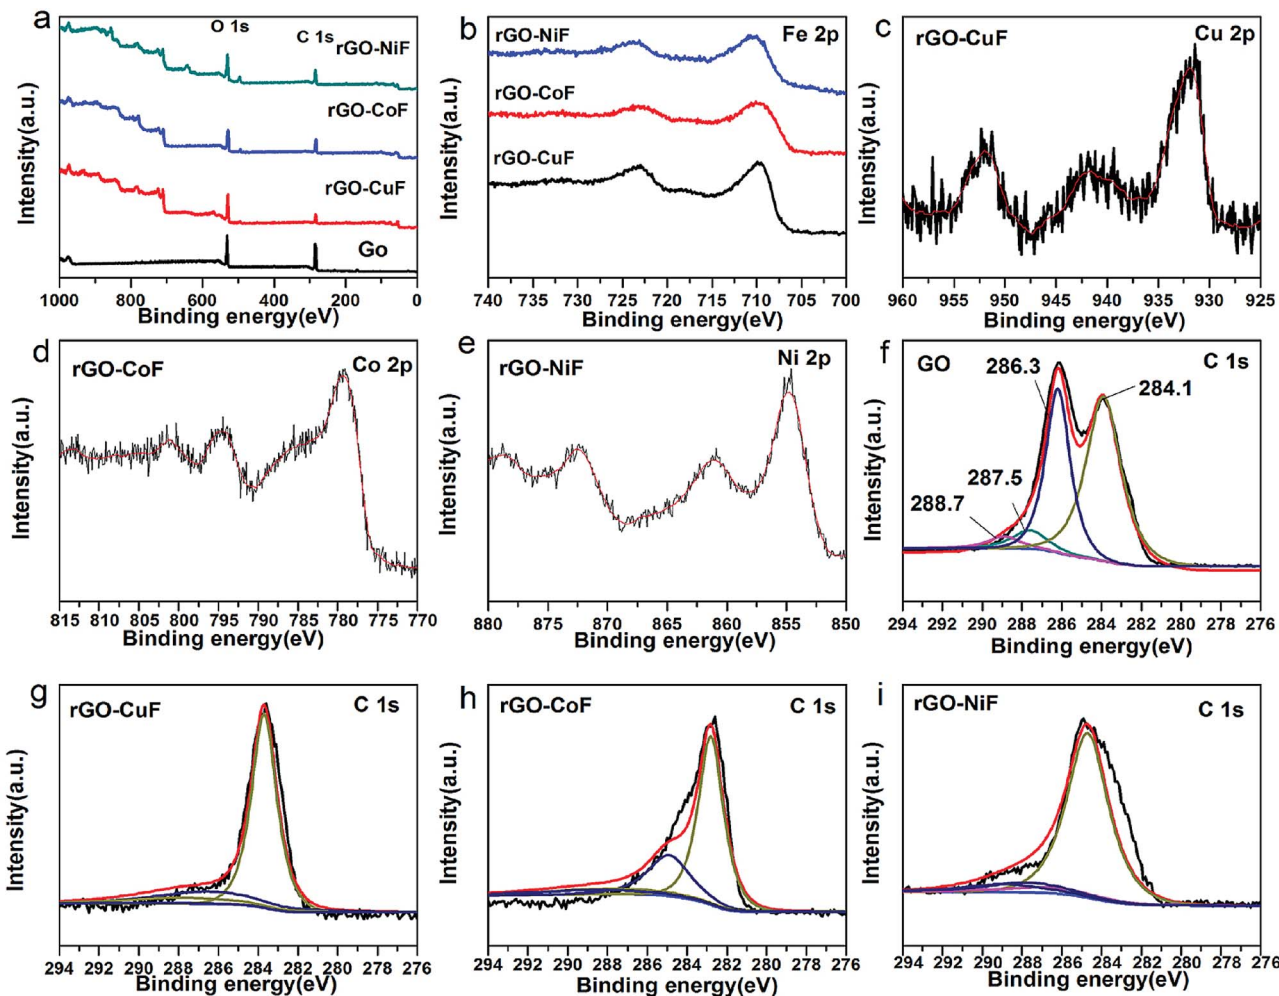 a
O 1s
C 1s
rGO-NiF
rGO-CoF
rGO-CuF
Go
Intensity(a.u.)
1000 800 600 400 200 0
Binding energy(eV)
b
rGO-NiF
Fe 2p
rGO-CoF
rGO-CuF
Intensity(a.u.)
740 735 730 725 720 715 710 705 700
Binding energy(eV)
c
rGO-CuF
Cu 2p
Intensity(a.u.)
960 955 950 945 940 935 930 925
Binding energy(eV)
d
rGO-CoF
Co 2p
Intensity(a.u.)
815 810 805 800 795 790 785 780 775 770
Binding energy(eV)
e
rGO-NiF
Ni 2p
Intensity(a.u.)
880 875 870 865 860 855 850
Binding energy(eV)
f
GO
C 1s
286.3
284.1
287.5
288.7
Intensity(a.u.)
294 292 290 288 286 284 282 280 278 276
Binding energy(eV)
g
rGO-CuF
C 1s
Intensity(a.u.)
294 292 290 288 286 284 282 280 278 276
Binding energy(eV)
h
rGO-CoF
C 1s
Intensity(a.u.)
294 292 290 288 286 284 282 280 278 276
Binding energy(eV)
i
rGO-NiF
C 1s
Intensity(a.u.)
294 292 290 288 286 284 282 280 278 276
Binding energy(eV)